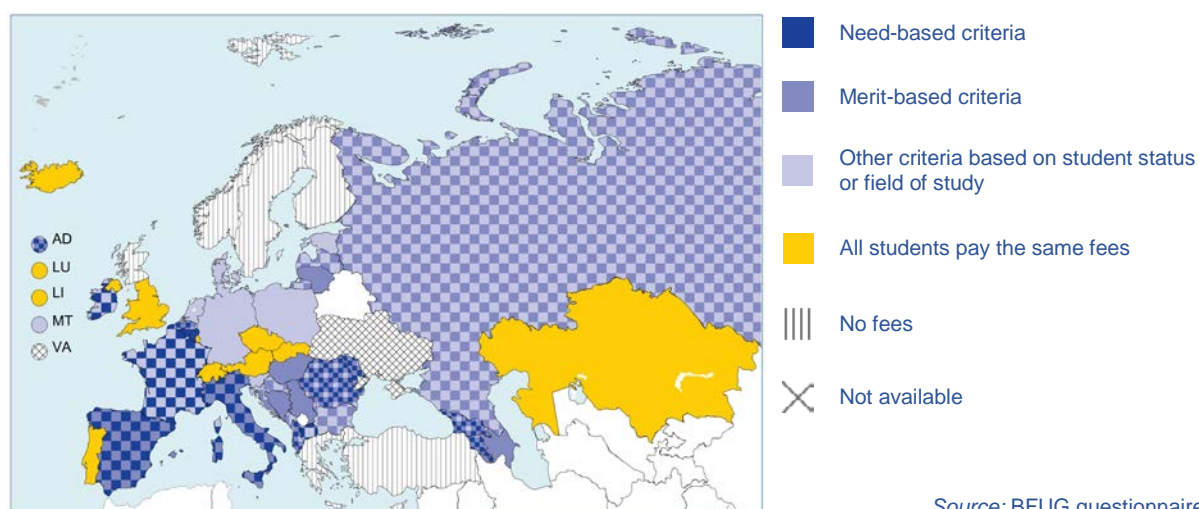 AD
LU
LI
MT
VA
Need-based criteria
Merit-based criteria
Other criteria based on student status
or field of study
All students pay the same fees
No fees
Not available
Source: BFUG questionnaire